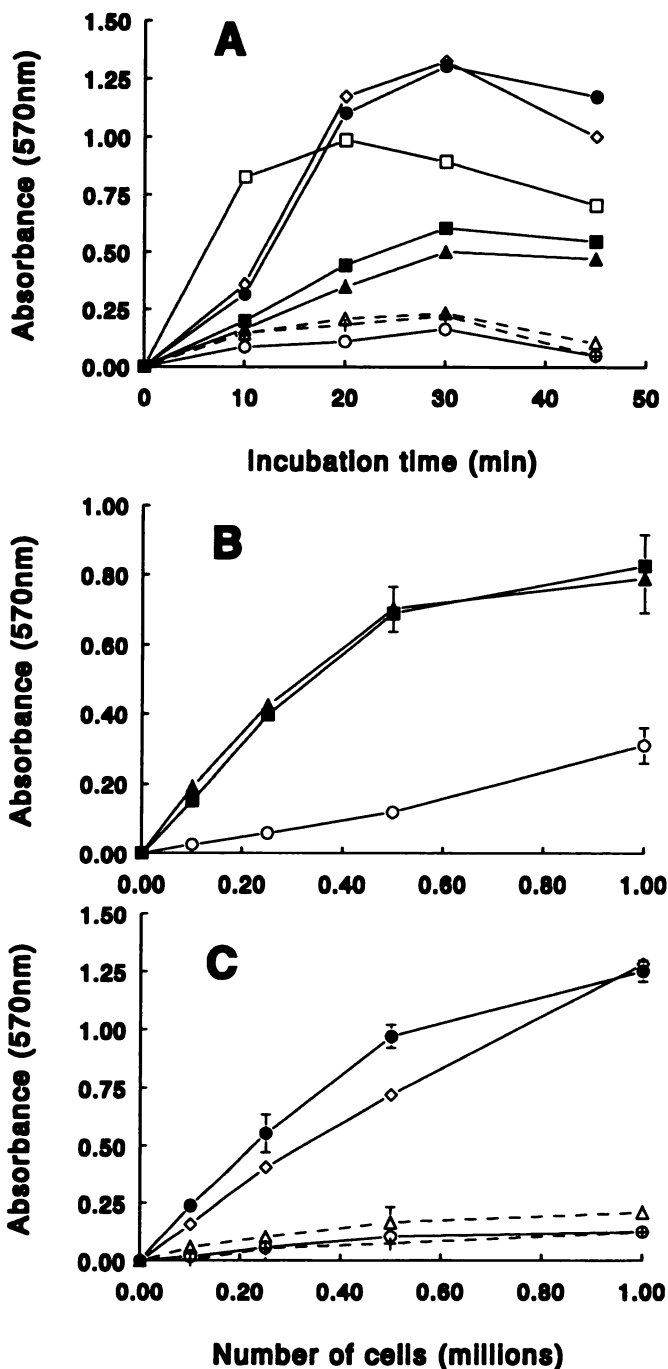 A
Absorbance (570nm)
1.50
1.25
1.00
0.75
0.50
0.25
0.00
0 10 20 30 40 50
Incubation time (min)
B
Absorbance (570nm)
1.00
0.80
0.60
0.40
0.20
0.00
0.00 0.20 0.40 0.60 0.80 1.00
C
Absorbance (570nm)
1.50
1.25
1.00
0.75
0.50
0.25
0.00
0.00 0.20 0.40 0.60 0.80 1.00
Number of cells (millions)